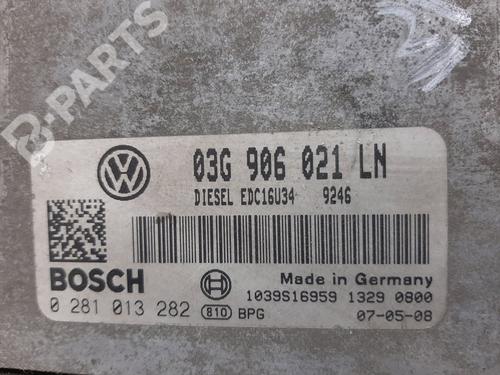 B-PARTS
03G 906 021 LN
DIESEL EDC16U34 9246
BOSCH
0 281 013 282
810 BPG
Made in Germany
1039S16959 1329 0800
07-05-08